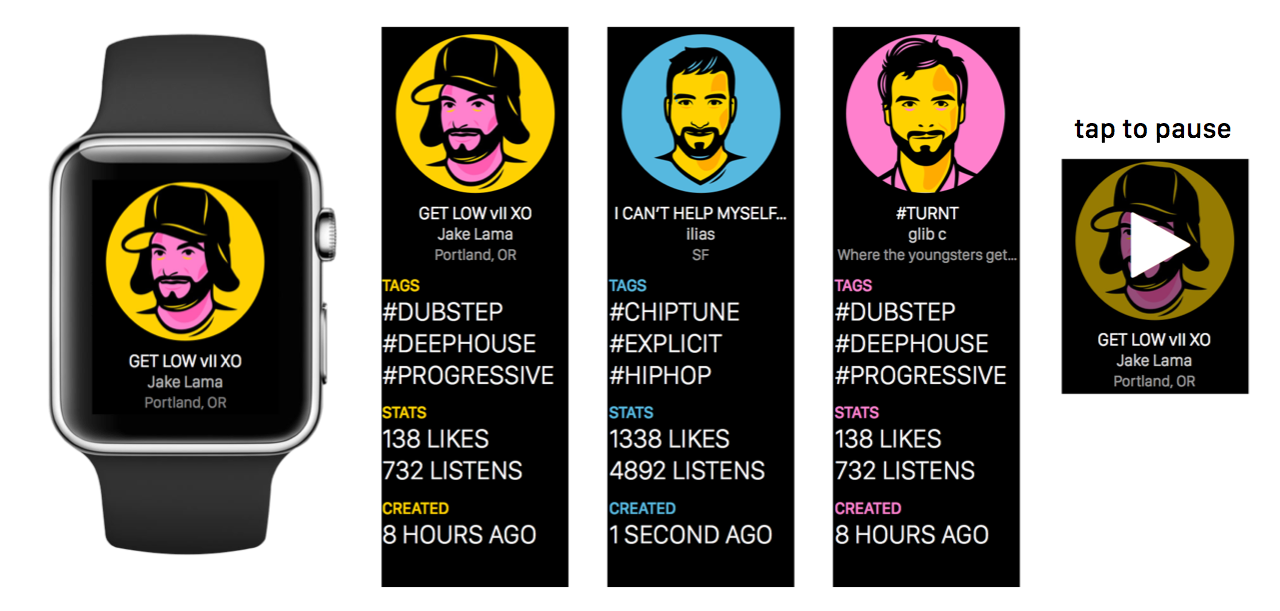 GET LOW vII XO
Jake Lama
Portland, OR
GET LOW vII XO
Jake Lama
Portland, OR
TAGS
#DUBSTEP
#DEEPHOUSE
#PROGRESSIVE
STATS
138 LIKES
732 LISTENS
CREATED
8 HOURS AGO
I CAN'T HELP MYSELF...
ilias
SF
TAGS
#CHIPTUNE
#EXPLICIT
#HIPHOP
STATS
1338 LIKES
4892 LISTENS
CREATED
1 SECOND AGO
#TURNT
glib c
Where the youngsters get...
TAGS
#DUBSTEP
#DEEPHOUSE
#PROGRESSIVE
STATS
138 LIKES
732 LISTENS
CREATED
8 HOURS AGO
tap to pause
GET LOW vII XO
Jake Lama
Portland, OR